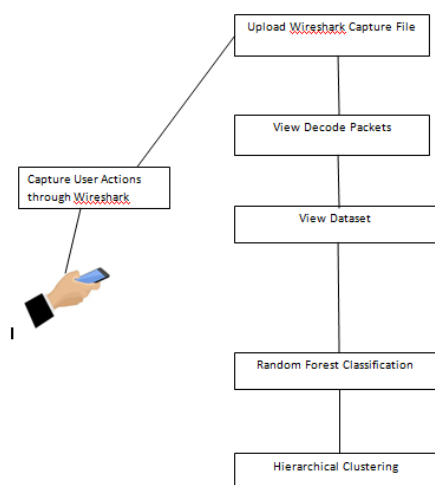 Upload Wireshark Capture File
View Decode Packets
Capture User Actions
through Wireshark
View Dataset
Random Forest Classification
Hierarchical Clustering